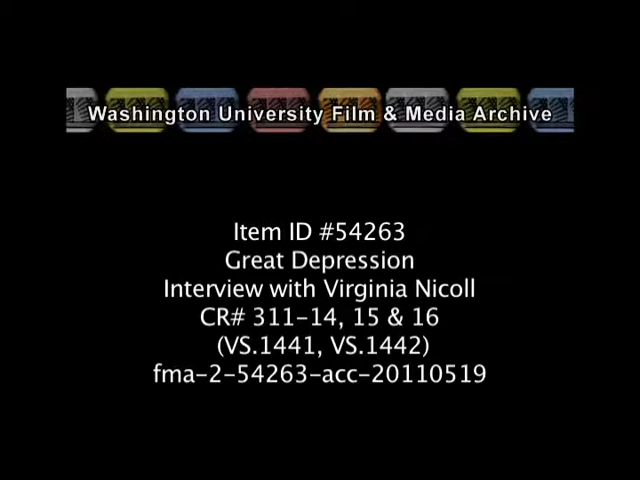 Washington University Film & Media Archive
Item ID #54263
Great Depression
Interview with Virginia Nicoll
CR# 311-14, 15 & 16
(VS.1441, VS.1442)
fma-2-54263-acc-20110519